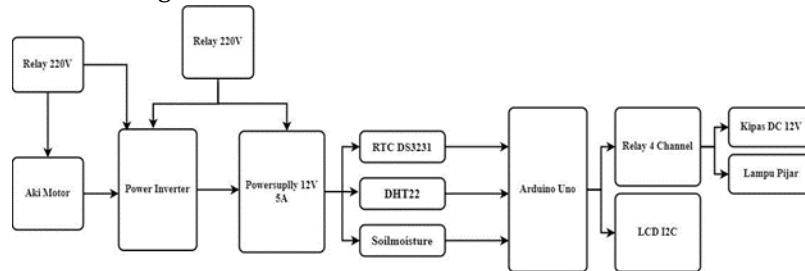 Relay 220V
Relay 220V
Aki Motor
Power Inverter
Powersuplly 12V
5A
RTC DS3231
DHT22
Soilmoisture
Arduino Uno
Relay 4 Channel
LCD I2C
Kipas DC 12V
Lampu Pijar